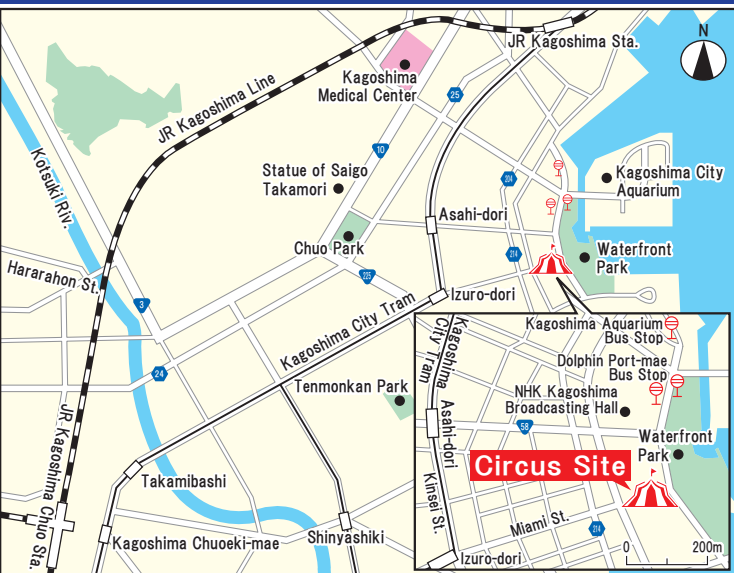 N
JR Kagoshima Sta.
Kagoshima
Medical Center
JR Kagoshima Line
25
10
Kotsuki Riv.
Statue of Saigo
Takamori
204
Kagoshima City
Aquarium
Asahi-dori
Chuo Park
214
Waterfront
Park
Hararahon St.
225
3
Izuro-dori
Kagoshima City Tram
24
Tenmonkan Park
JR Kagoshima Chuo Sta.
Takamibashi
Kagoshima Chuoeki-mae
Shinyashiki
Kagoshima
City Tram
Kagoshima Aquarium
Bus Stop
Dolphin Port-mae
Bus Stop
NHK Kagoshima
Broadcasting Hall
Asahi-dori
58
Waterfront
Park
Circus Site
Kinsei St.
Miami St.
214
Izuro-dori
0 200m